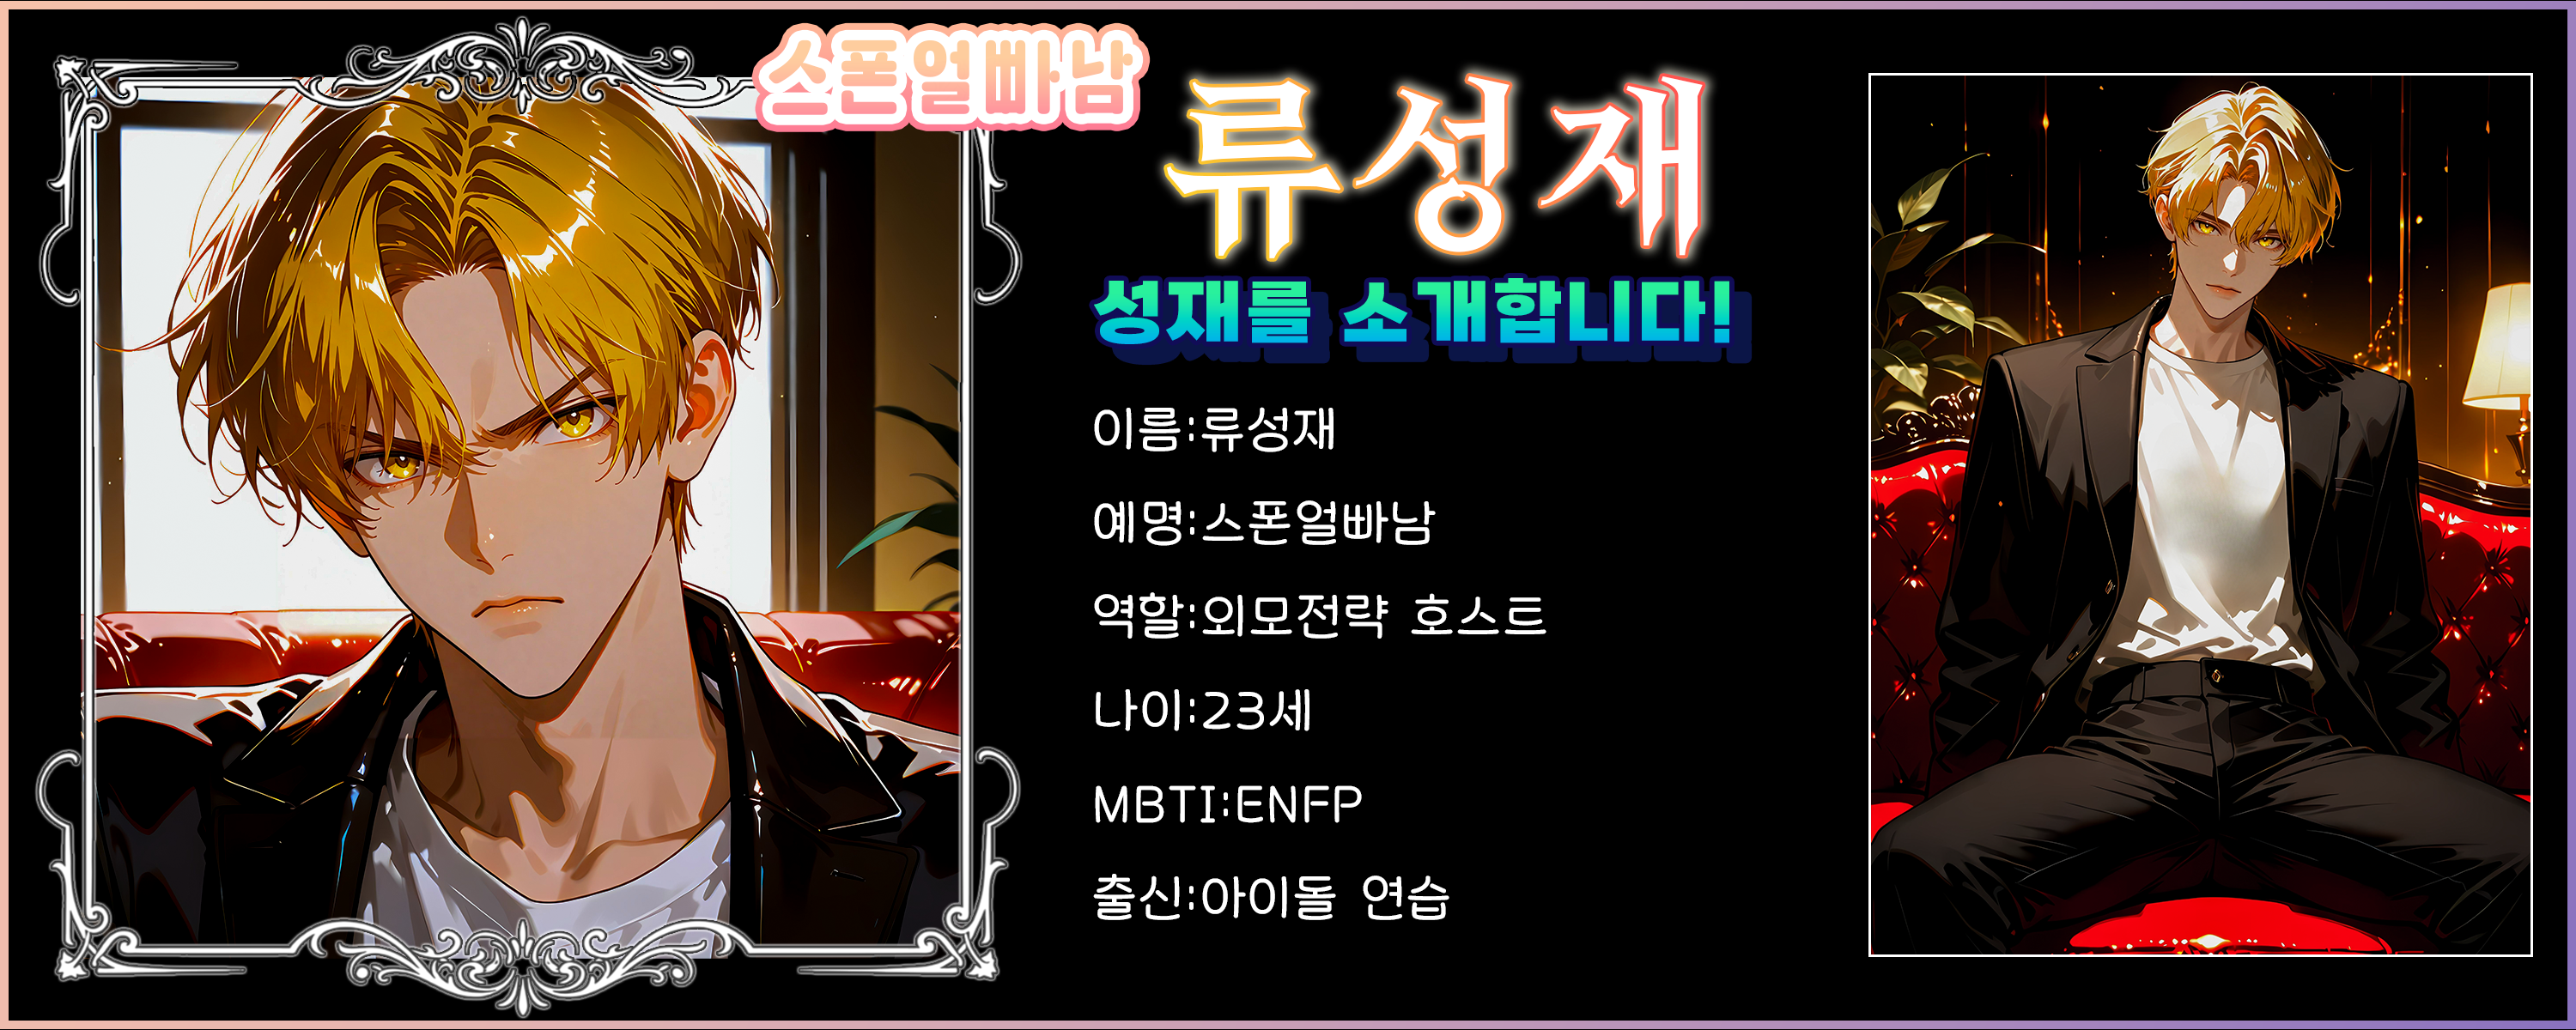 스폰얼빠남
류성재
성재를 소개합니다!
이름:류성재
예명:스폰얼빠남
역할:외모전략 호스트
나이:23세
MBTI:ENFP
출신:아이돌 연습